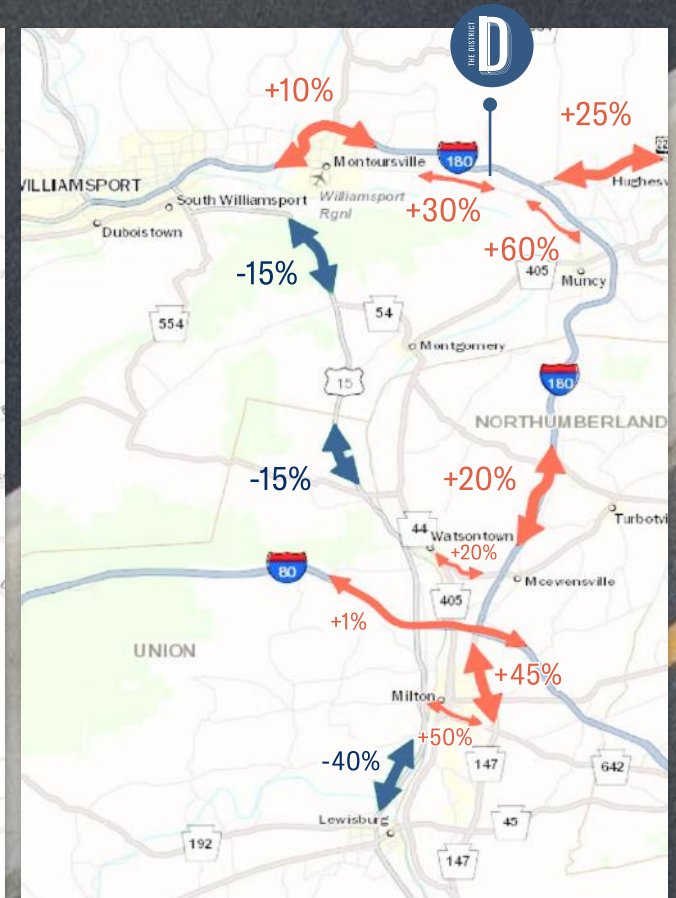 THE DISTRICT
D
+10%
+25%
180
Montoursville
WILLIAMSPORT
South Williamsport
Williamsport
Rgnl
Duboistown
+30%
Hughesv
+60%
-15%
405
Muncy
54
554
Montgomery
15
180
NORTHUMBERLAND
-15%
+20%
44
Watsontown
Turbotvi
+20%
80
Mcewensville
405
+1%
UNION
+45%
Milton
+50%
-40%
147
642
Lewisburg
45
192
147